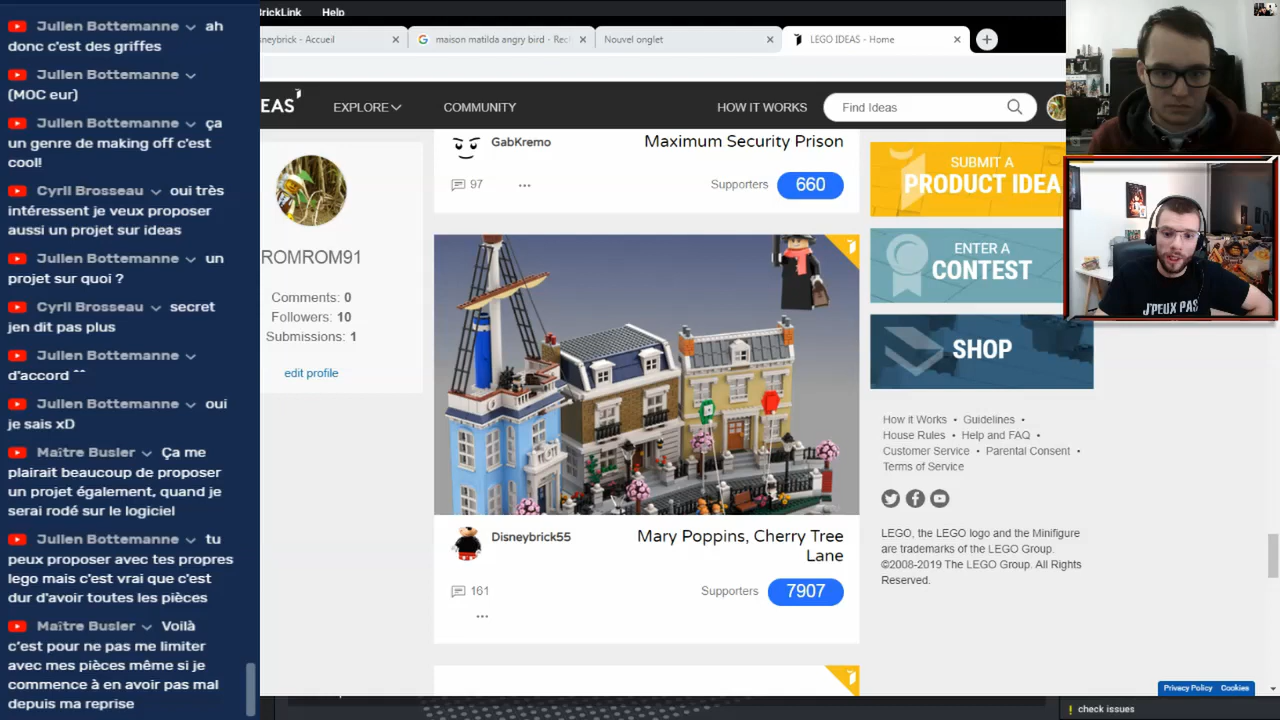 Julien Bottemanne ah
donc c'est des griffes
Julien Bottemanne
(MOC eur)
Julien Bottemanne ça
un genre de making off c'est
cool!
Cyril Brosseau oui très
intéressent je veux proposer
aussi un projet sur ideas
Julien Bottemanne un
projet sur quoi ?
Cyril Brosseau secret
jen dit pas plus
Julien Bottemanne
d'accord ^^
Julien Bottemanne oui
je sais xD
Maître Busler Ça me
plairait beaucoup de proposer
un projet également, quand je
serai rodé sur le logiciel
Julien Bottemanne tu
peux proposer avec tes propres
lego mais c'est vrai que c'est
dur d'avoir toutes les pièces
Maître Busler Voilà
c'est pour ne pas me limiter
avec mes pièces même si je
commence à en avoir pas mal
depuis ma reprise
BrickLink Help
neybrick - Accueil
maison matilda angry bird - Rec
Nouvel onglet
LEGO IDEAS - Home
EAS
EXPLORE
COMMUNITY
HOW IT WORKS
Find Ideas
ROMROM91
Comments: 0
Followers: 10
Submissions: 1
edit profile
GabKremo
Maximum Security Prison
97
...
Supporters 660
Disneybrick55
Mary Poppins, Cherry Tree
Lane
161
Supporters 7907
...
SUBMIT A
PRODUCT IDEA
ENTER A
CONTEST
SHOP
How it Works • Guidelines •
House Rules • Help and FAQ •
Customer Service • Parental Consent •
Terms of Service
LEGO, the LEGO logo and the Minifigure
are trademarks of the LEGO Group.
©2008-2019 The LEGO Group. All Rights
Reserved.
J'PEUX PAS
Privacy Policy Cookies
check issues